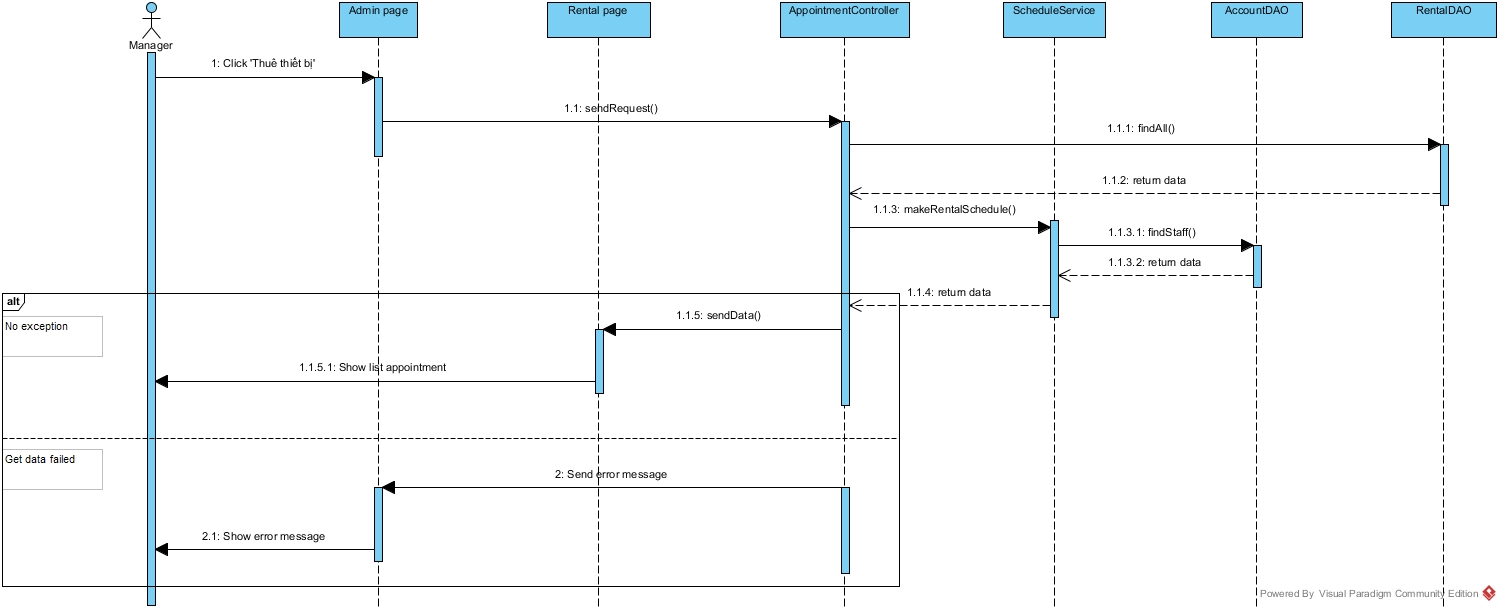 Admin page
Rental page
AppointmentController
ScheduleService
AccountDAO
RentalDAO
Manager
1: Click 'Thuê thiết bị'
1.1: sendRequest()
1.1.1: findAll()
1.1.2: return data
1.1.3: makeRentalSchedule()
1.1.3.1: findStaff()
1.1.3.2: return data
1.1.4: return data
alt
No exception
1.1.5: sendData()
1.1.5.1: Show list appointment
Get data failed
2: Send error message
2.1: Show error message
Powered By Visual Paradigm Community Edition